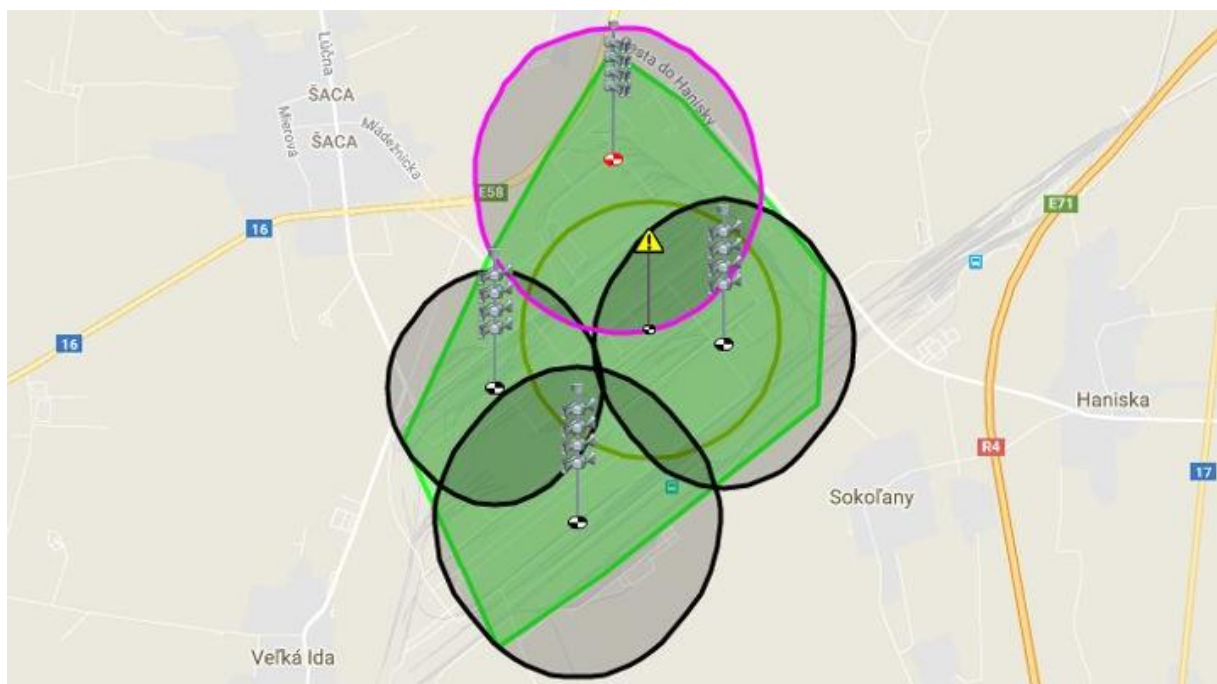 Lúčna
ŠACA
Mierová
ŠACA
Mládežnícka
Cesta do Hanisky
E58
16
E71
16
Haniska
R4
17
Sokoľany
Veľká Ida